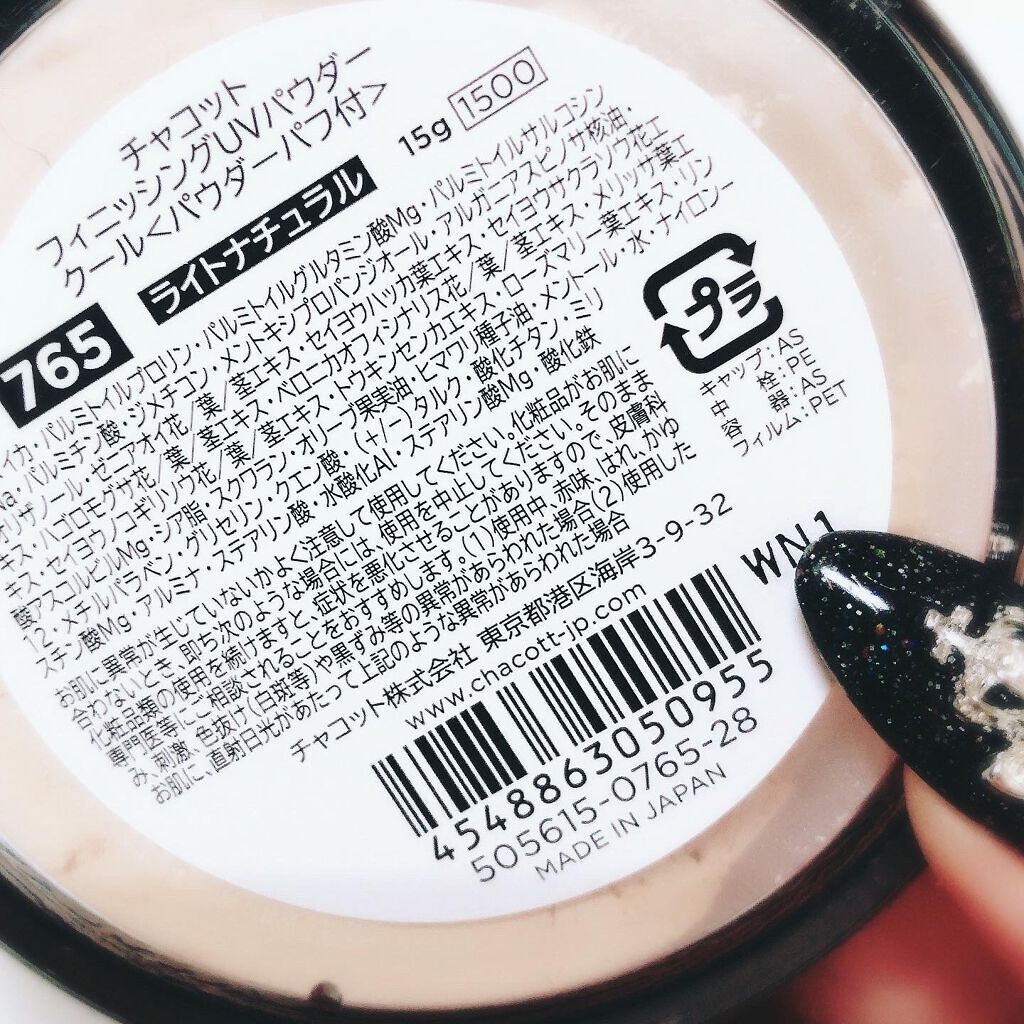 チャコット
フィニッシングUVパウダー
クール<パウダーパフ付>
15g 1500
765 ライトナチュラル
イカ・パルミトイルプロリン・パルミトイルグルタミン酸Mg・パルミトイルサルコシン
Na・パルミチン酸・ジメチコン・メントキシプロパンジオール・アルガニアスピノサ核油・
オリザノール・ゼニアオイ花/葉/茎エキス・セイヨウハッカ葉エキス・セイヨウサクラソウ花エ
キス・ハゴロモグサ花/葉/茎エキス・ベロニカオフィシナリス花/葉/茎エキス・メリッサ葉エ
キス・セイヨウノコギリソウ花/葉/茎エキス・トウキンセンカエキス・ローズマリー葉エキス・リン
酸アスコルビルMg・シア脂・スクワラン・オリーブ果実油・ヒマワリ種子油・メントール・水・ナイロン-
12・メチルパラベン・グリセリン・クエン酸・(+/-)タルク・酸化チタン・ミリ
スチン酸Mg・アルミナ・ステアリン酸・水酸化Al・ステアリン酸Mg・酸化鉄
お肌に異常が生じていないかよく注意して使用してください。化粧品がお肌に
合わないとき、即ち次のような場合には、使用を中止してください。そのまま
化粧品類の使用を続けますと、症状を悪化させることがありますので、皮膚科
専門医等にご相談されることをおすすめします。(1)使用中、赤味、はれ、かゆ
み、刺激、色抜け(白斑等)や黒ずみ等の異常があらわれた場合(2)使用した
お肌に、直射日光があたって上記のような異常があらわれた場合
チャコット株式会社 東京都港区海岸3-9-32
www.chacott-jp.com
プラ
キャップ:AS
中栓:PE
容器:AS
フィルム:PET
WN1
4548863050955
505615-0765-28
MADE IN JAPAN